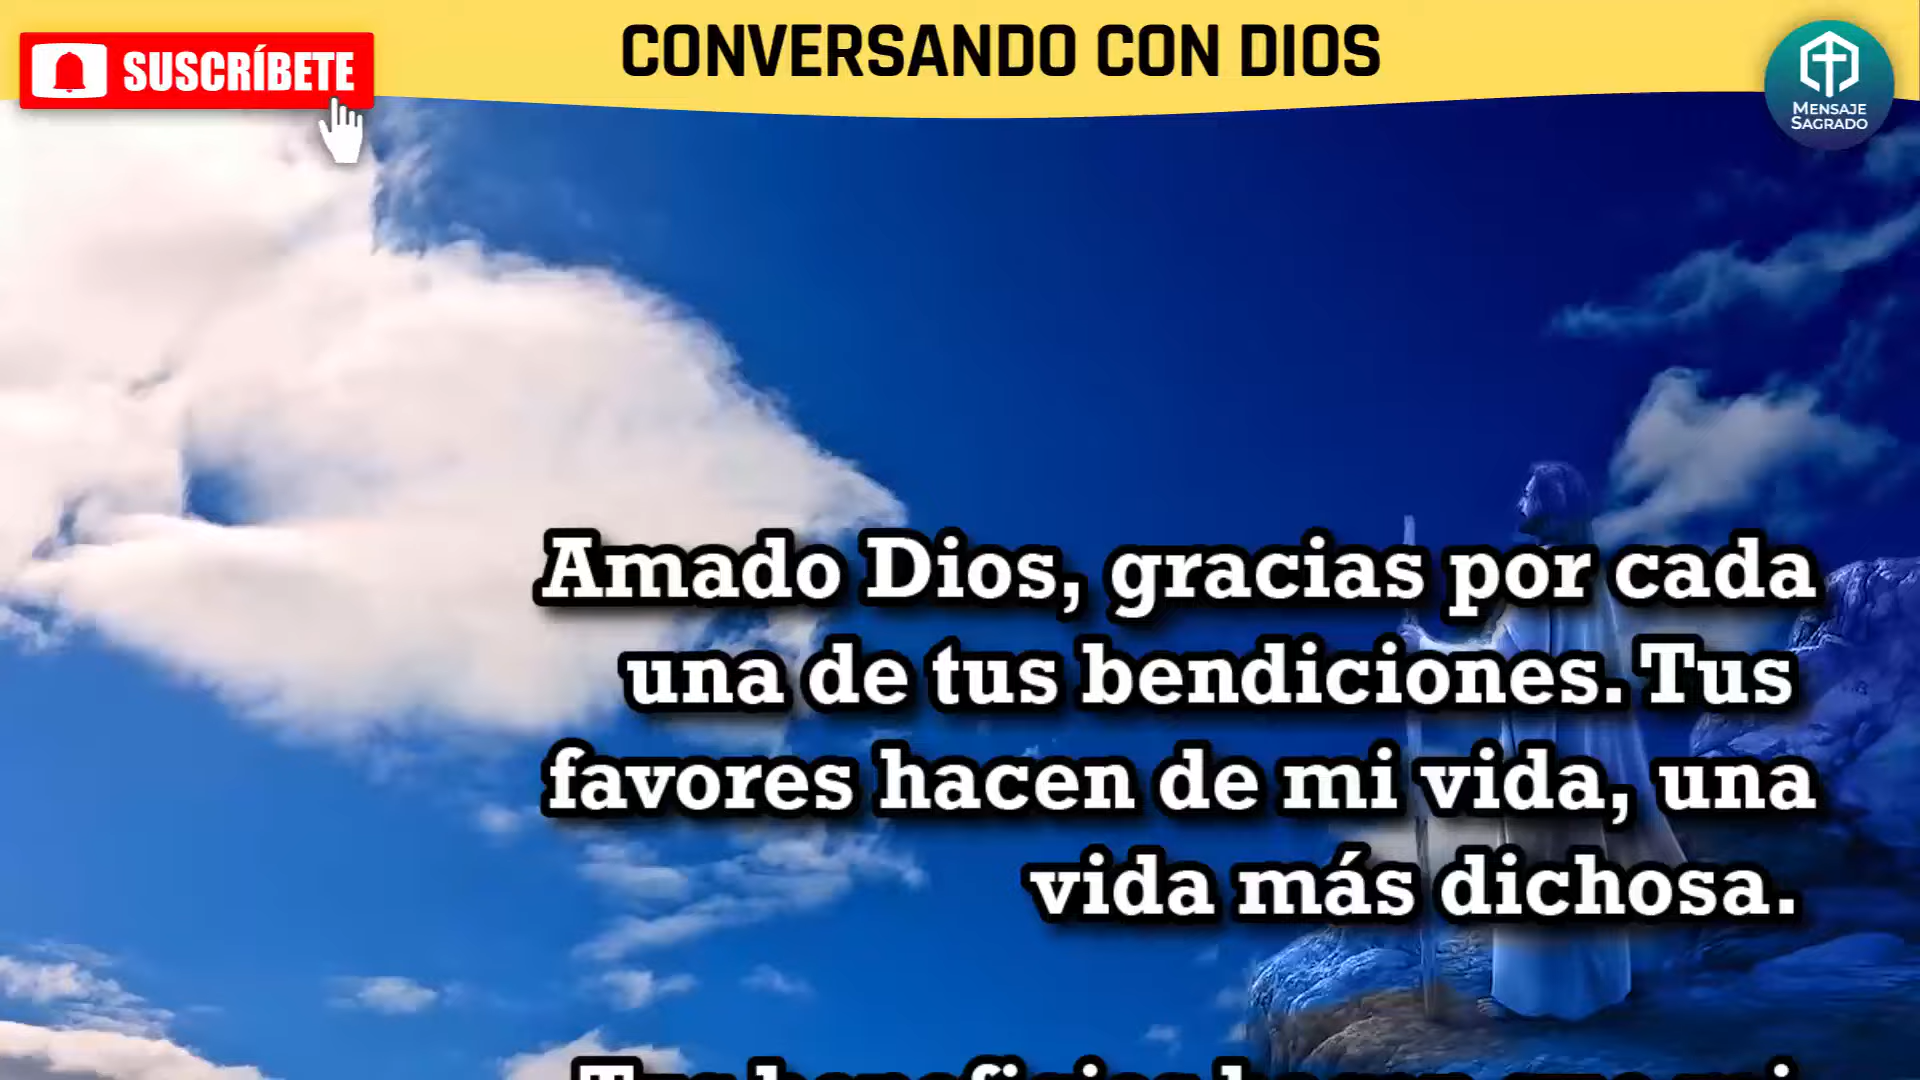 CONVERSANDO CON DIOS
SUSCRÍBETE
MENSAJE
SAGRADO
Amado Dios, gracias por cada
una de tus bendiciones. Tus
favores hacen de mi vida, una
vida más dichosa.